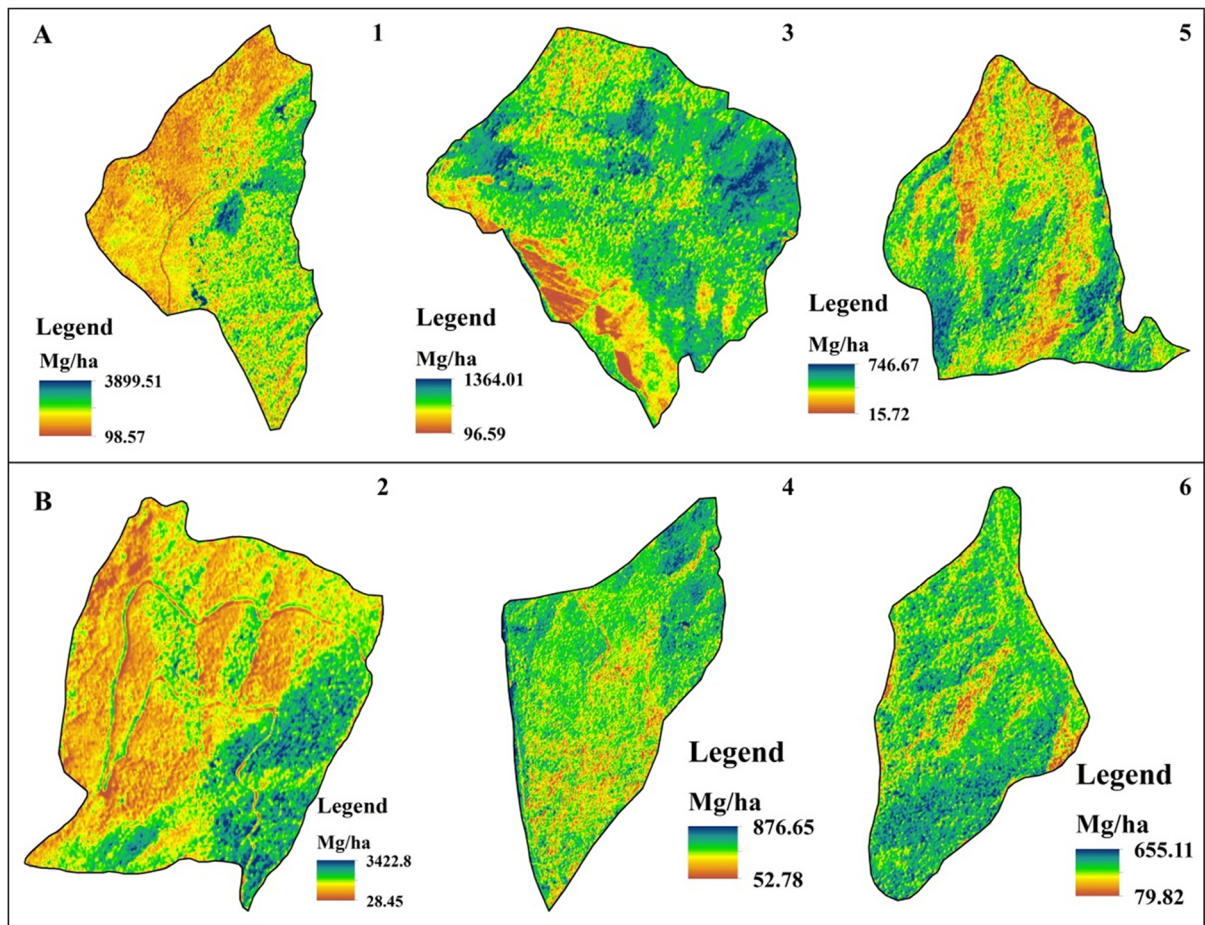 A
1
3
5
Legend
Mg/ha
3899.51
98.57
Legend
Mg/ha
1364.01
96.59
Legend
Mg/ha
746.67
15.72
B
2
4
6
Legend
Mg/ha
3422.8
28.45
Legend
Mg/ha
876.65
52.78
Legend
Mg/ha
655.11
79.82